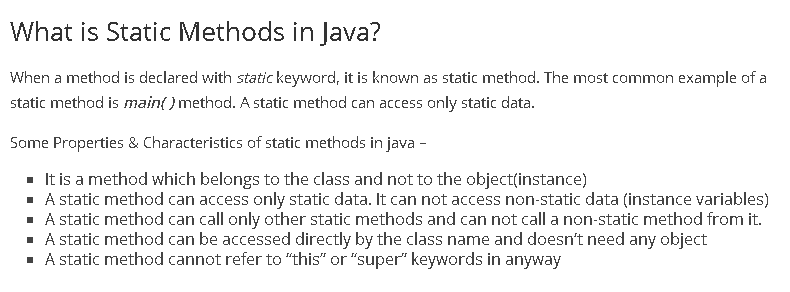 What is Static Methods in Java?
When a method is declared with static keyword, it is known as static method. The most common example of a
static method is main( ) method. A static method can access only static data.
Some Properties & Characteristics of static methods in java –
▪ It is a method which belongs to the class and not to the object(instance)
▪ A static method can access only static data. It can not access non-static data (instance variables)
▪ A static method can call only other static methods and can not call a non-static method from it.
▪ A static method can be accessed directly by the class name and doesn’t need any object
▪ A static method cannot refer to “this” or “super” keywords in anyway